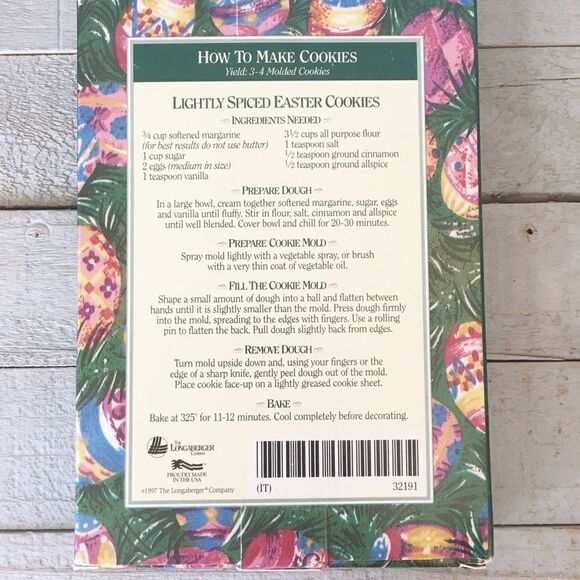 How To Make Cookies
Yield: 3-4 Molded Cookies
Lightly Spiced Easter Cookies
Ingredients Needed
¾ cup softened margarine
(for best results do not use butter)
1 cup sugar
2 eggs (medium in size)
1 teaspoon vanilla
3½ cups all purpose flour
1 teaspoon salt
½ teaspoon ground cinnamon
½ teaspoon ground allspice
Prepare Dough
In a large bowl, cream together softened margarine, sugar, eggs
and vanilla until fluffy. Stir in flour, salt, cinnamon and allspice
until well blended. Cover bowl and chill for 20-30 minutes.
Prepare Cookie Mold
Spray mold lightly with a vegetable spray, or brush
with a very thin coat of vegetable oil.
Fill The Cookie Mold
Shape a small amount of dough into a ball and flatten between
hands until it is slightly smaller than the mold. Press dough firmly
into the mold, spreading to the edges with fingers. Use a rolling
pin to flatten the back. Pull dough slightly back from edges.
Remove Dough
Turn mold upside down and, using your fingers or the
edge of a sharp knife, gently peel dough out of the mold.
Place cookie face-up on a lightly greased cookie sheet.
Bake
Bake at 325° for 11-12 minutes. Cool completely before decorating.
The
Longaberger
Company
PROUDLY MADE
IN THE USA
©1997 The Longaberger® Company
(IT)
32191